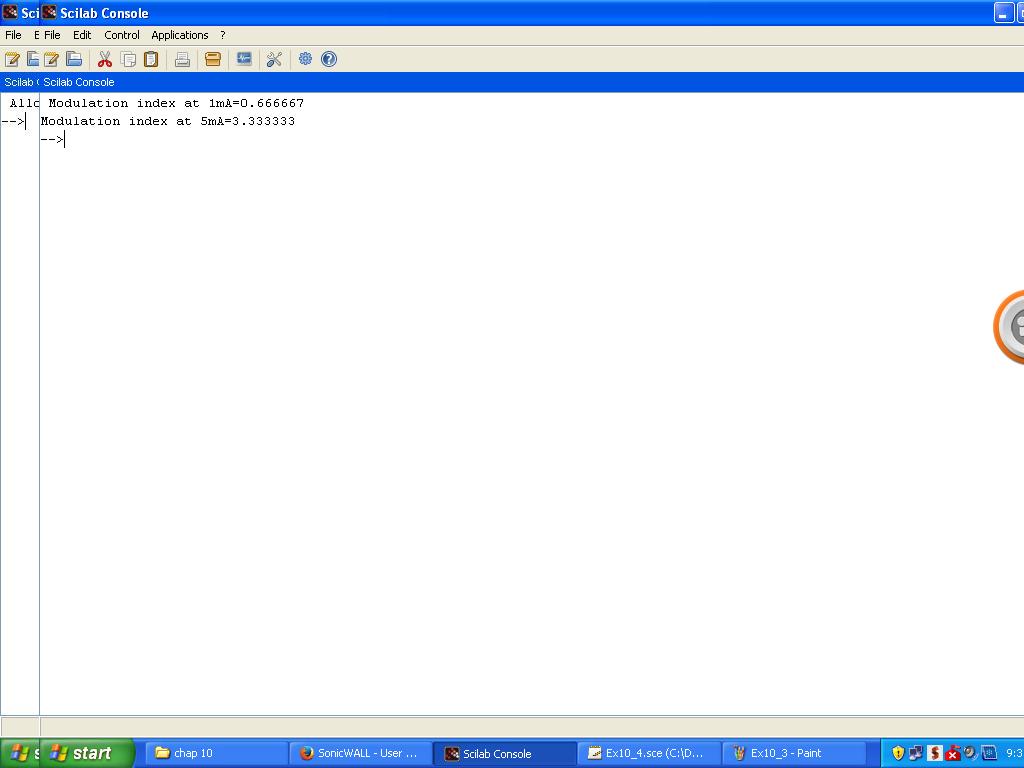 Sci Scilab Console
File E File Edit Control Applications ?
Scilab Scilab Console
Allo Modulation index at 1mA=0.666667
-->
Modulation index at 5mA=3.333333
-->
s start chap 10 SonicWALL - User ... Scilab Console Ex10_4.sce (C:\D... Ex10_3 - Paint 9:3